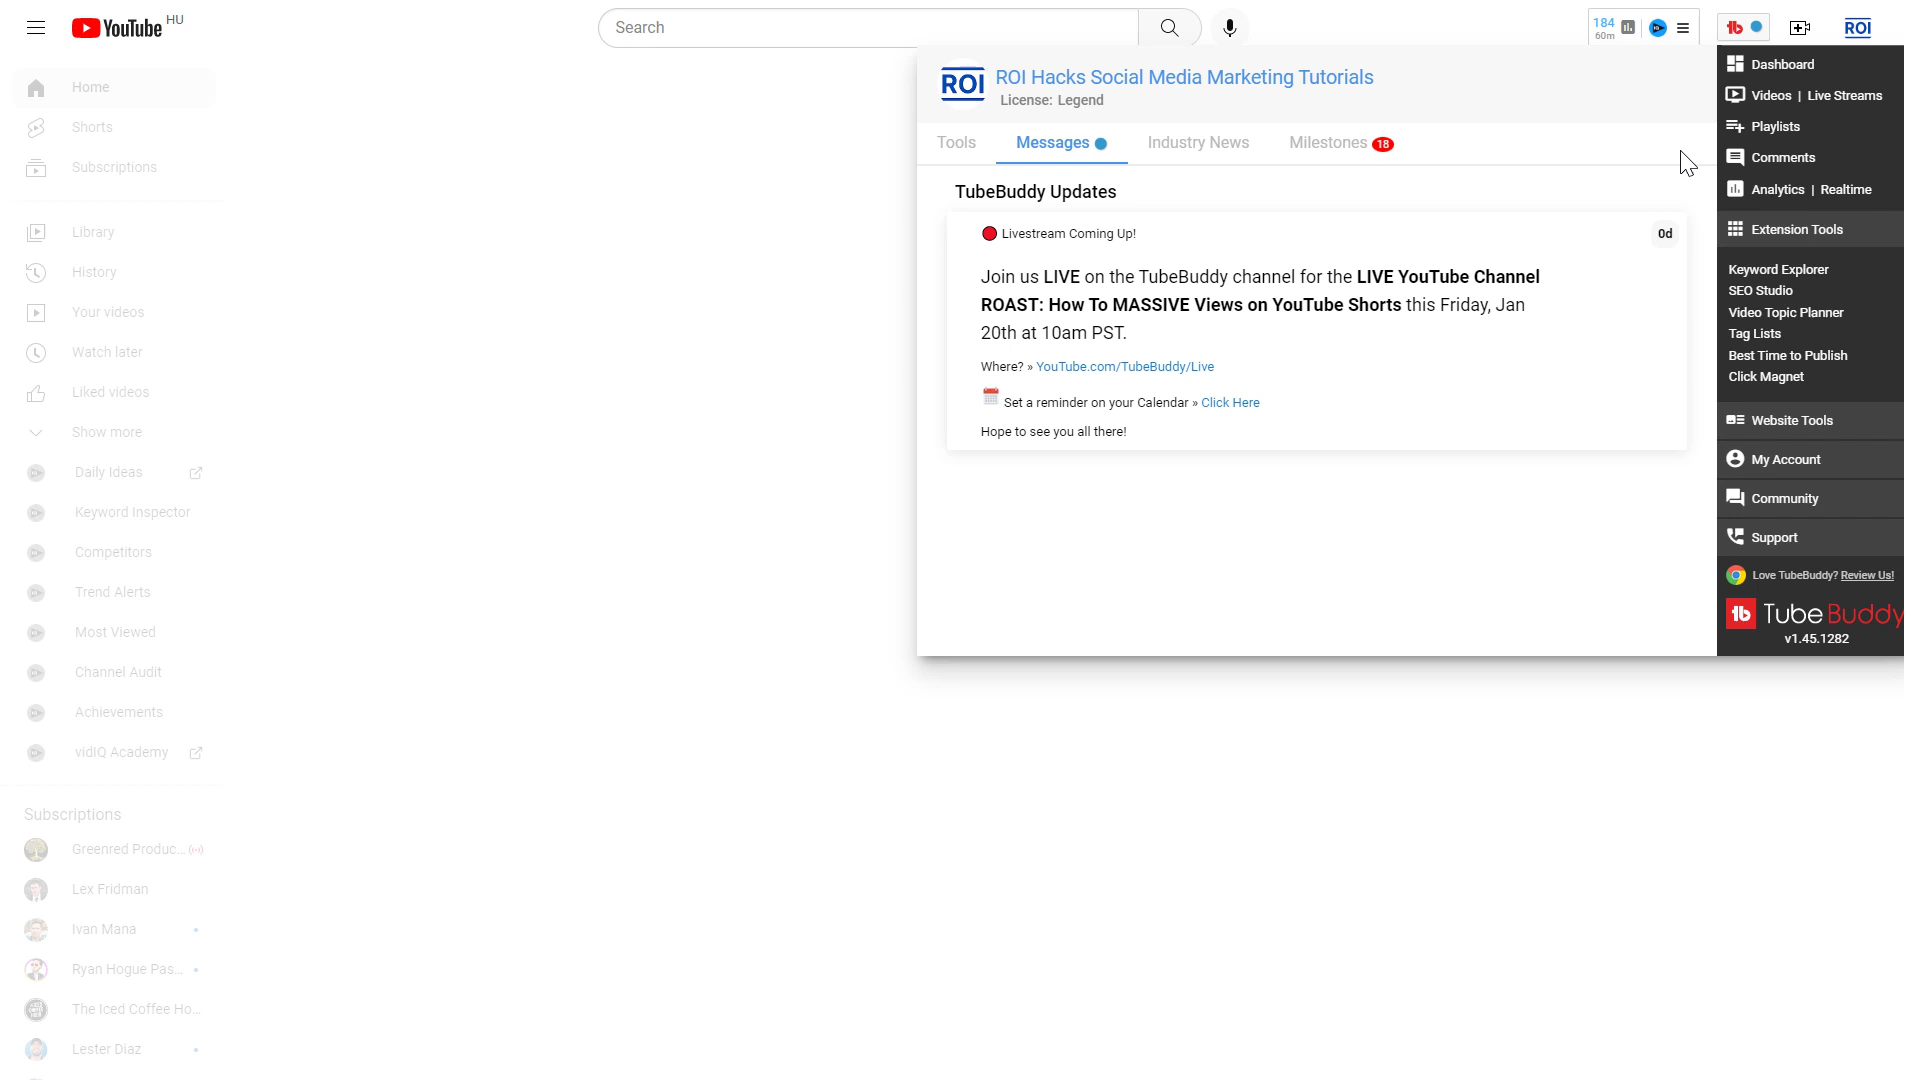 YouTube HU
Search
184
60m
ROI
Home
Shorts
Subscriptions
Library
History
Your videos
Watch later
Liked videos
Show more
Daily Ideas
Keyword Inspector
Competitors
Trend Alerts
Most Viewed
Channel Audit
Achievements
vidIQ Academy
Subscriptions
Greenred Produc...
Lex Fridman
Ivan Mana
Ryan Hogue Pas...
The Iced Coffee Ho...
Lester Diaz
ROI
ROI Hacks Social Media Marketing Tutorials
License: Legend
Tools Messages Industry News Milestones 18
TubeBuddy Updates
Livestream Coming Up! 0d
Join us LIVE on the TubeBuddy channel for the LIVE YouTube Channel
ROAST: How To MASSIVE Views on YouTube Shorts this Friday, Jan
20th at 10am PST.
Where? » YouTube.com/TubeBuddy/Live
Set a reminder on your Calendar » Click Here
Hope to see you all there!
Dashboard
Videos | Live Streams
Playlists
Comments
Analytics | Realtime
Extension Tools
Keyword Explorer
SEO Studio
Video Topic Planner
Tag Lists
Best Time to Publish
Click Magnet
Website Tools
My Account
Community
Support
Love TubeBuddy? Review Us!
tb TubeBuddy
v1.45.1282